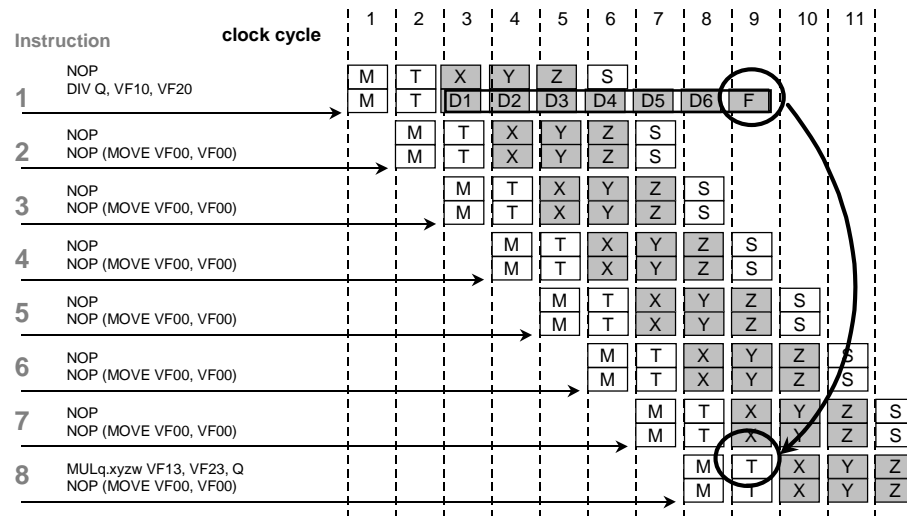 clock cycle 1 2 3 4 5 6 7 8 9 10 11
Instruction
NOP M T X Y Z S
1 DIV Q, VF10, VF20 M T D1 D2 D3 D4 D5 D6 F
NOP M T X Y Z S
2 NOP (MOVE VF00, VF00) M T X Y Z S
NOP M T X Y Z S
3 NOP (MOVE VF00, VF00) M T X Y Z S
NOP M T X Y Z S
4 NOP (MOVE VF00, VF00) M T X Y Z S
NOP M T X Y Z S
5 NOP (MOVE VF00, VF00) M T X Y Z S
NOP M T X Y Z S
6 NOP (MOVE VF00, VF00) M T X Y Z S
NOP M T X Y Z S
7 NOP (MOVE VF00, VF00) M T X Y Z S
MULq.xyzw VF13, VF23, Q M T X Y Z
8 NOP (MOVE VF00, VF00) M T X Y Z